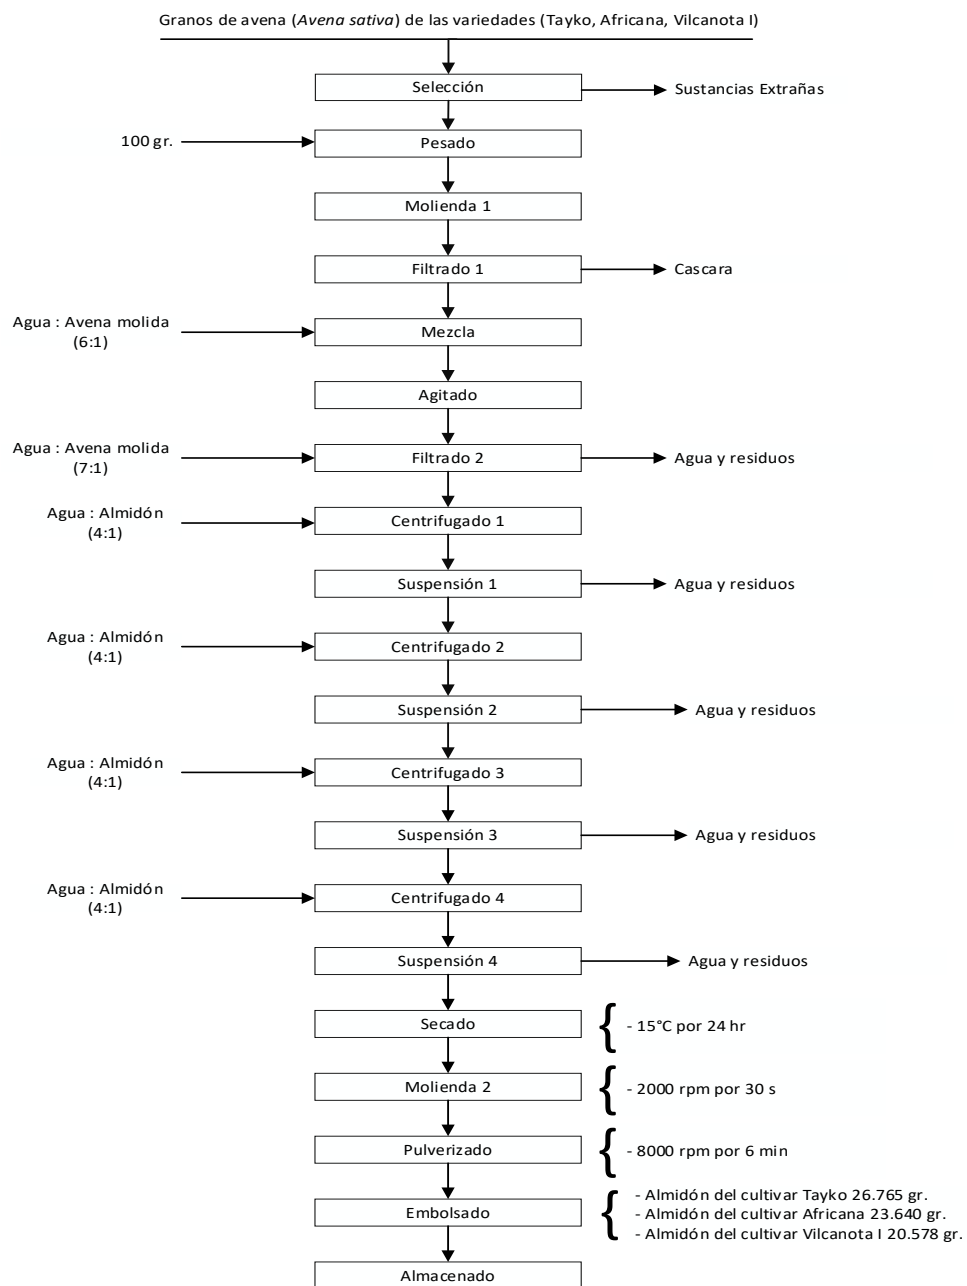 Granos de avena (Avena sativa) de las variedades (Tayko, Africana, Vilcanota I)
Selección
Sustancias Extrañas
100 gr.
Pesado
Molienda 1
Filtrado 1
Cascara
Agua : Avena molida
(6:1)
Mezcla
Agitado
Agua : Avena molida
(7:1)
Filtrado 2
Agua y residuos
Agua : Almidón
(4:1)
Centrifugado 1
Suspensión 1
Agua y residuos
Agua : Almidón
(4:1)
Centrifugado 2
Suspensión 2
Agua y residuos
Agua : Almidón
(4:1)
Centrifugado 3
Suspensión 3
Agua y residuos
Agua : Almidón
(4:1)
Centrifugado 4
Suspensión 4
Agua y residuos
Secado
- 15°C por 24 hr
Molienda 2
- 2000 rpm por 30 s
Pulverizado
- 8000 rpm por 6 min
Embolsado
- Almidón del cultivar Tayko 26.765 gr.
- Almidón del cultivar Africana 23.640 gr.
- Almidón del cultivar Vilcanota I 20.578 gr.
Almacenado